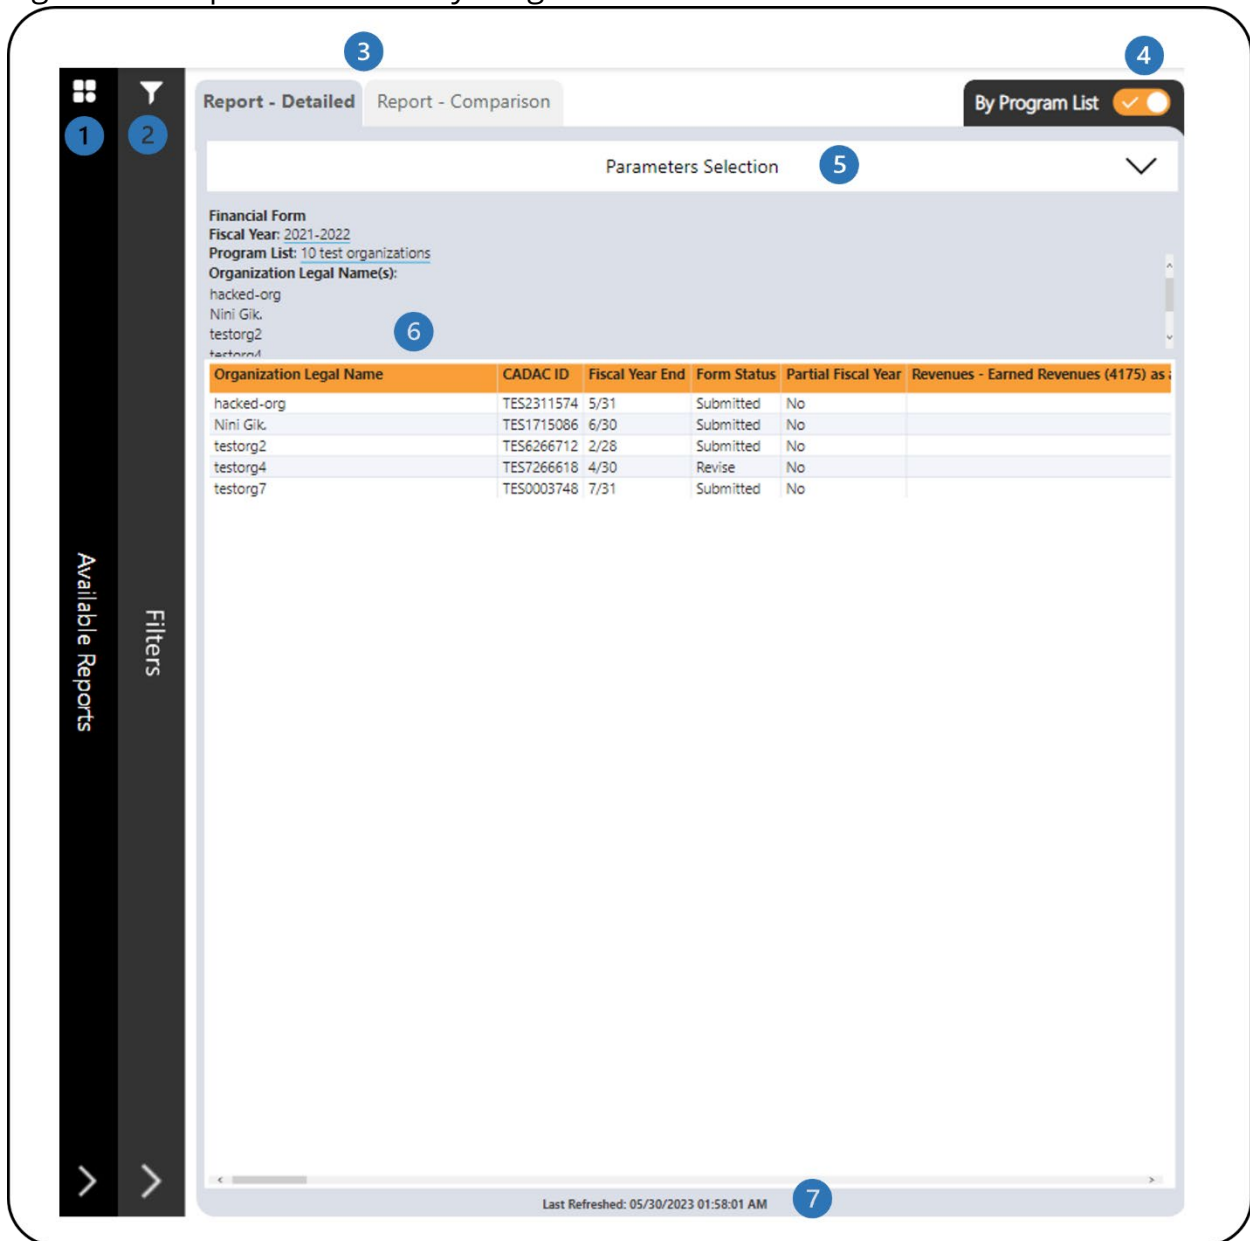 3
4
Report - Detailed Report - Comparison By Program List
1 2
Parameters Selection 5
Financial Form
Fiscal Year: 2021-2022
Program List: 10 test organizations
Organization Legal Name(s):
hacked-org
Nini Gik.
testorg2
6
testorg4
Organization Legal Name CADAC ID Fiscal Year End Form Status Partial Fiscal Year Revenues - Earned Revenues (4175) as
hacked-org TES2311574 5/31 Submitted No
Nini Gik. TES1715086 6/30 Submitted No
testorg2 TES6266712 2/28 Submitted No
testorg4 TES7266618 4/30 Revise No
testorg7 TES0003748 7/31 Submitted No
Available Reports
Filters
Last Refreshed: 05/30/2023 01:58:01 AM 7